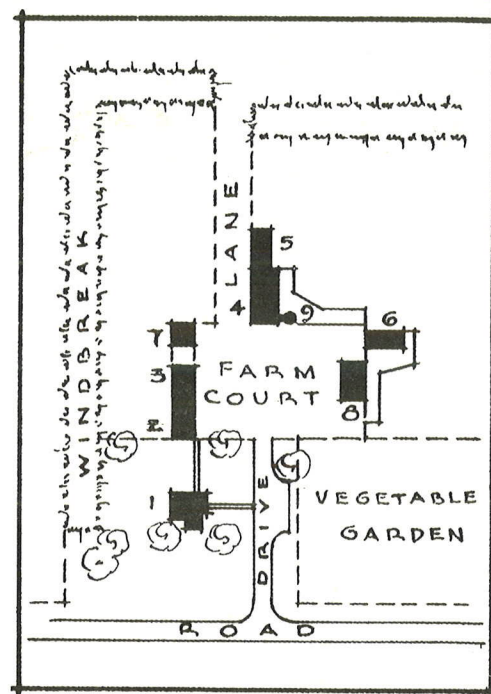 WINDBREAK
LANE
5
4
9
6
7
3
FARM
COURT
8
2
1
DRIVE
VEGETABLE
GARDEN
ROAD